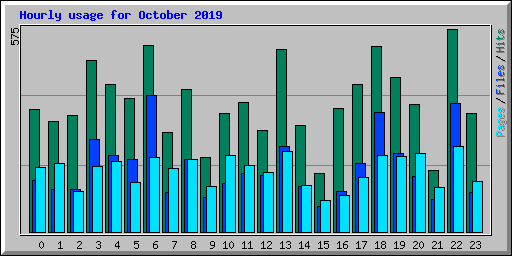 Hourly usage for October 2019
575
Pages / Files / Hits
0 1 2 3 4 5 6 7 8 9 10 11 12 13 14 15 16 17 18 19 20 21 22 23